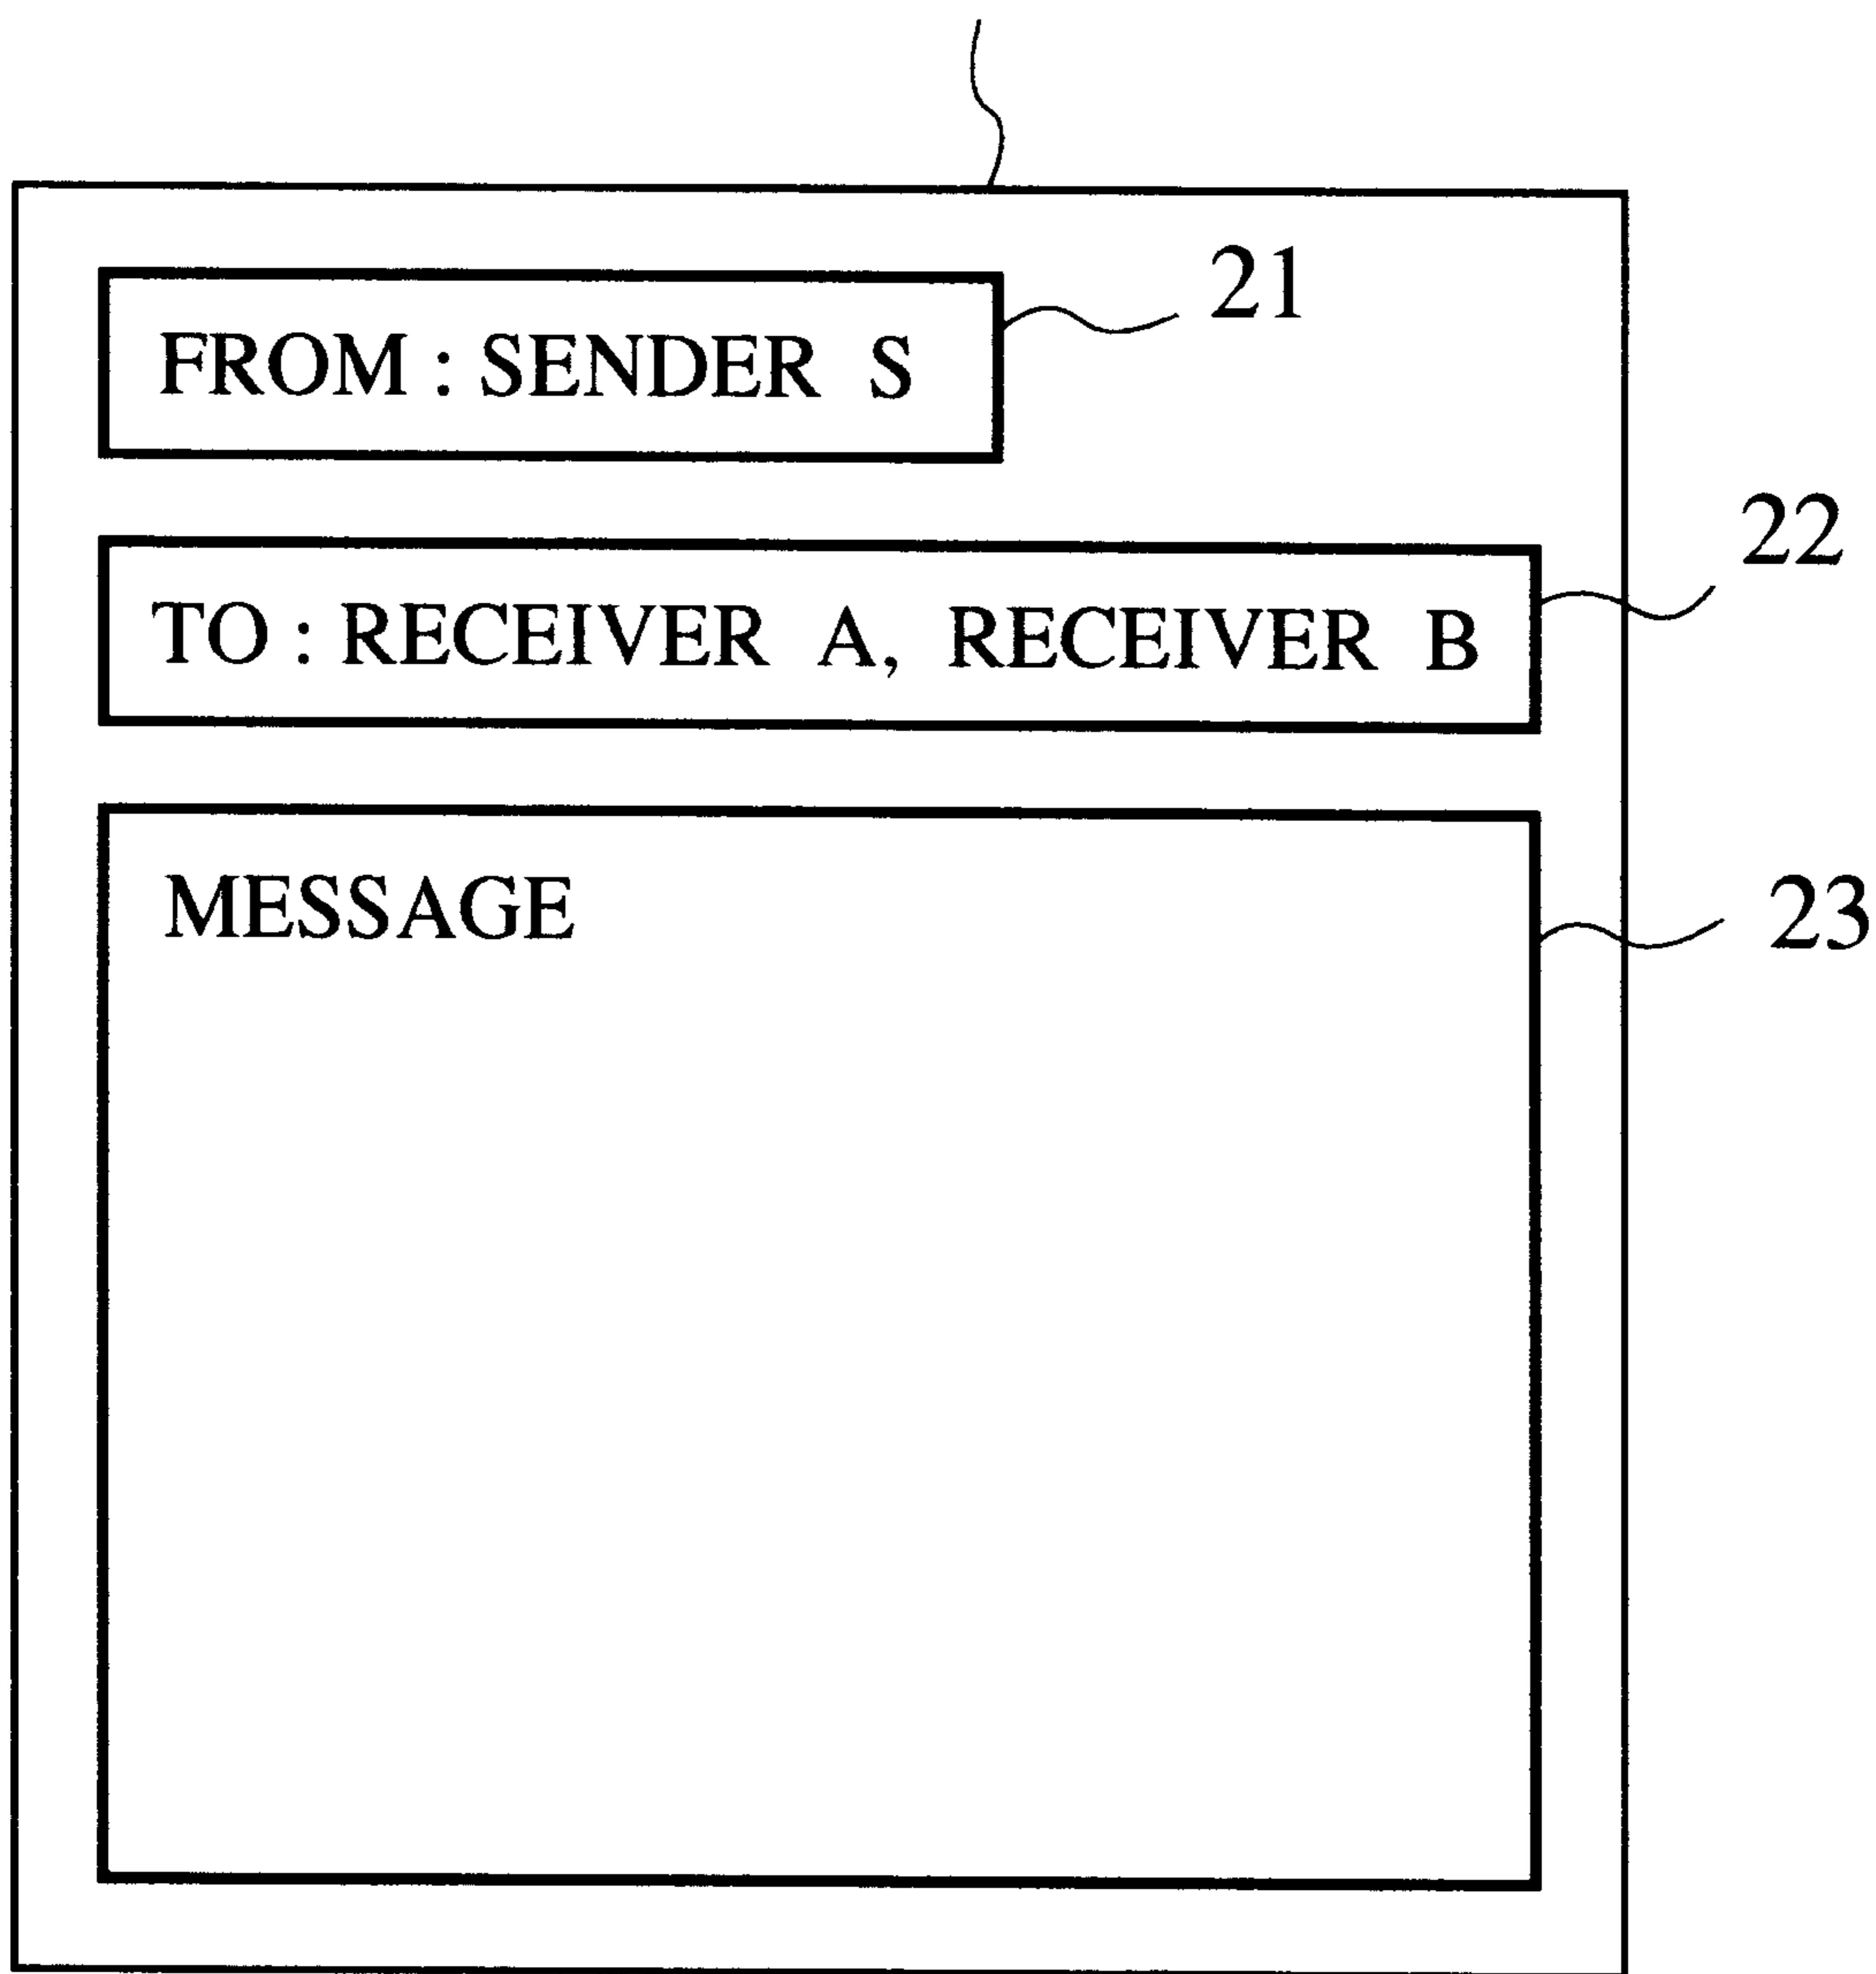 21
FROM : SENDER S
22
TO : RECEIVER A, RECEIVER B
MESSAGE
23